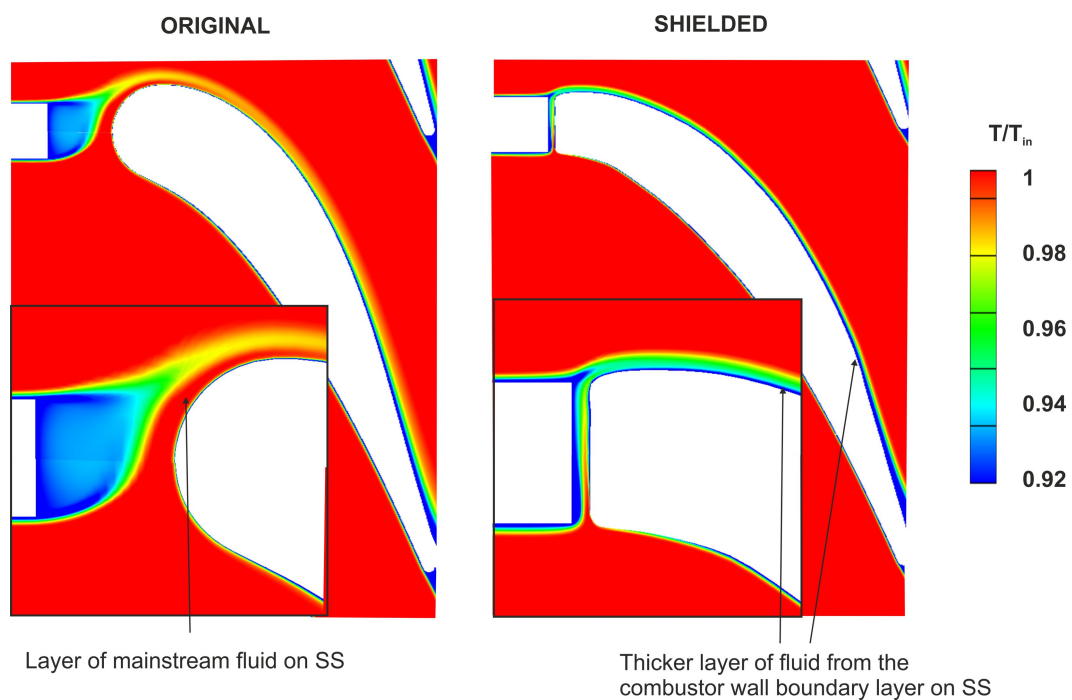 ORIGINAL
SHIELDED
T/Tin
1
0.98
0.96
0.94
0.92
Layer of mainstream fluid on SS
Thicker layer of fluid from the
combustor wall boundary layer on SS